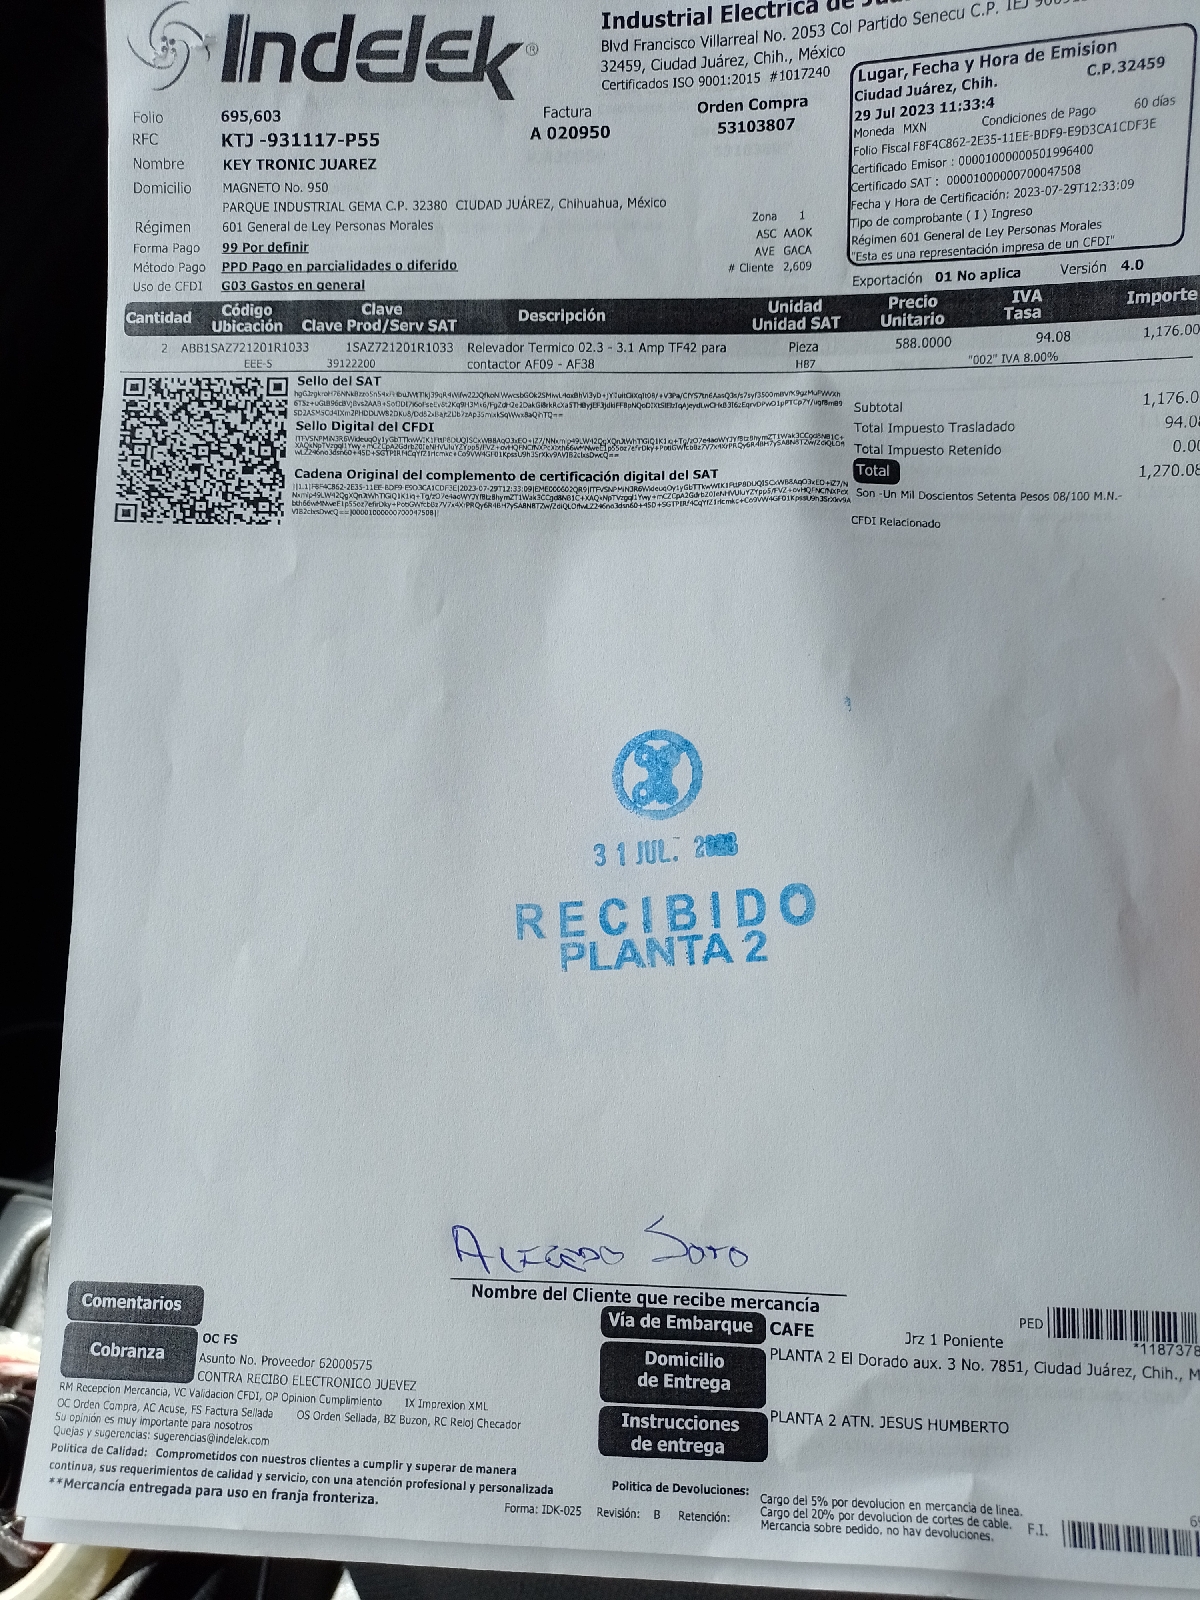 Indelek®
Industrial Electrica de
Blvd Francisco Villarreal No. 2053 Col Partido Senecu C.P.
32459, Ciudad Juárez, Chih., México
Certificados ISO 9001:2015 #1017240
Lugar, Fecha y Hora de Emision
Ciudad Juárez, Chih. C.P.32459
29 Jul 2023 11:33:4
Moneda MXN Condiciones de Pago 60 días
Folio Fiscal F8F4C862-2E35-11EE-BDF9-E9D3CA1CDF3E
Certificado Emisor : 00001000000501996400
Certificado SAT : 00001000000700047508
Fecha y Hora de Certificación: 2023-07-29T12:33:09
Tipo de comprobante ( I ) Ingreso
Régimen 601 General de Ley Personas Morales
"Esta es una representación impresa de un CFDI"
Exportación 01 No aplica Versión 4.0
Folio 695,603 Factura Orden Compra
RFC KTJ -931117-P55 A 020950 53103807
Nombre KEY TRONIC JUAREZ
Domicilio MAGNETO No. 950
PARQUE INDUSTRIAL GEMA C.P. 32380 CIUDAD JUÁREZ, Chihuahua, México
Régimen 601 General de Ley Personas Morales
Forma Pago 99 Por definir
Método Pago PPD Pago en parcialidades o diferido
Uso de CFDI G03 Gastos en general
Zona 1
ASC AAOK
AVE GACA
# Cliente 2,609
Cantidad Código Ubicación Clave Clave Prod/Serv SAT Descripción Unidad Unidad SAT Precio Unitario IVA Tasa Importe
2 ABB1SAZ721201R1033 1SAZ721201R1033 Relevador Termico 02.3 - 3.1 Amp TF42 para Pieza 588.0000 94.08 1,176.00
EEE-S 39122200 contactor AF09 - AF38 H87 "002" IVA 8.00%
Sello del SAT
Sello Digital del CFDI
Cadena Original del complemento de certificación digital del SAT
Subtotal 1,176.0
Total Impuesto Trasladado 94.0
Total Impuesto Retenido 0.00
Total 1,270.08
Son -Un Mil Doscientos Setenta Pesos 08/100 M.N.-
CFDI Relacionado
31 JUL. 2023
RECIBIDO
PLANTA 2
Alfredo Soto
Nombre del Cliente que recibe mercancía
Comentarios
Cobranza
OC FS
Asunto No. Proveedor 62000575
CONTRA RECIBO ELECTRONICO JUEVEZ
RM Recepcion Mercancia, VC Validacion CFDI, OP Opinion Cumplimiento IX Imprexion XML
OC Orden Compra, AC Acuse, FS Factura Sellada OS Orden Sellada, BZ Buzon, RC Reloj Checador
Su opinión es muy importante para nosotros
Quejas y sugerencias: sugerencias@indelek.com
Politica de Calidad: Comprometidos con nuestros clientes a cumplir y superar de manera
continua, sus requerimientos de calidad y servicio, con una atención profesional y personalizada
**Mercancía entregada para uso en franja fronteriza.
Vía de Embarque CAFE Jrz 1 Poniente PED
*1187378
Domicilio de Entrega PLANTA 2 El Dorado aux. 3 No. 7851, Ciudad Juárez, Chih., M
Instrucciones de entrega PLANTA 2 ATN. JESUS HUMBERTO
Forma: IDK-025 Revisión: B Retención:
Politica de Devoluciones: Cargo del 5% por devolucion en mercancia de linea.
Cargo del 20% por devolucion de cortes de cable.
Mercancia sobre pedido, no hay devoluciones. F.I.